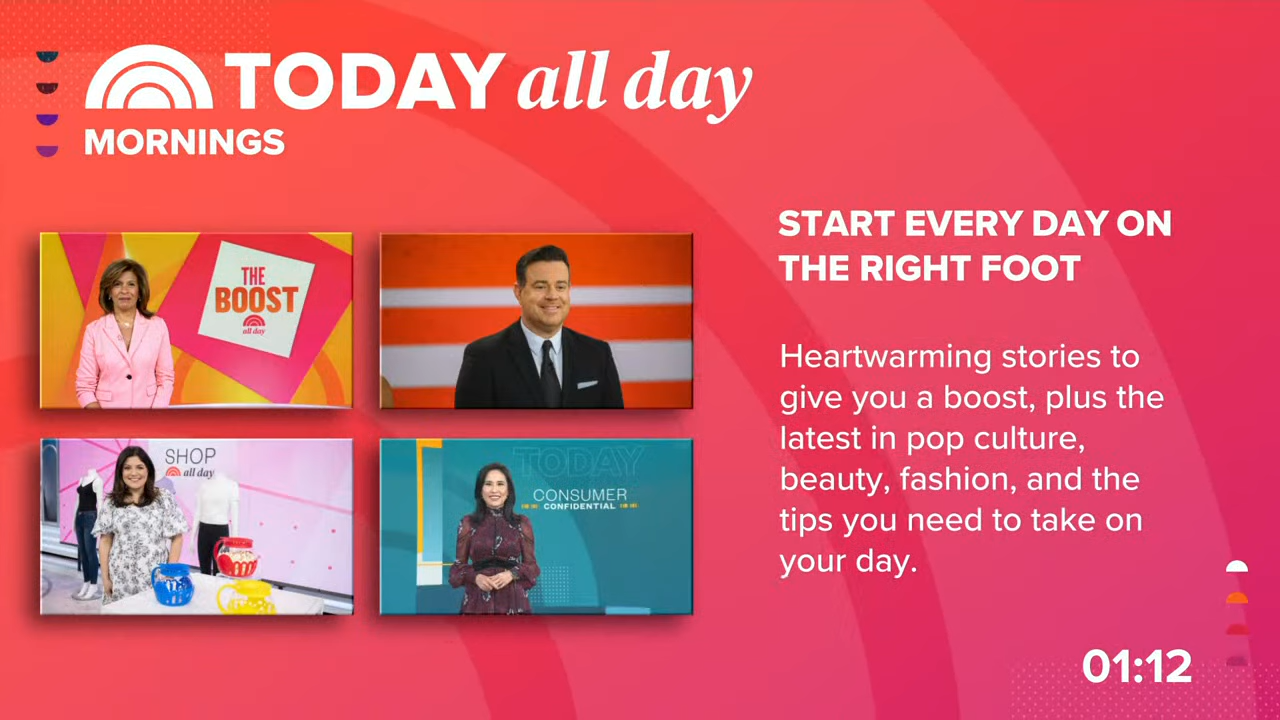 TODAY all day
MORNINGS
START EVERY DAY ON
THE RIGHT FOOT
THE
BOOST
all day
Heartwarming stories to
give you a boost, plus the
latest in pop culture,
beauty, fashion, and the
tips you need to take on
your day.
SHOP
all day
TODAY
CONSUMER
CONFIDENTIAL
01:12